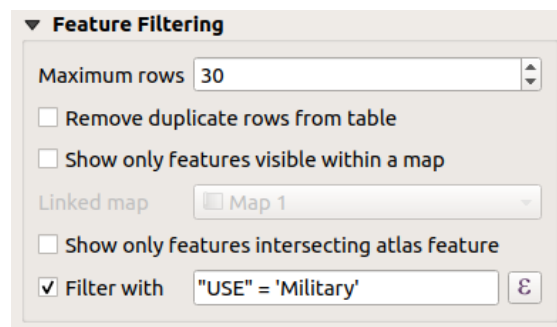 Feature Filtering
Maximum rows 30
Remove duplicate rows from table
Show only features visible within a map
Linked map Map 1
Show only features intersecting atlas feature
Filter with "USE" = 'Military' ε